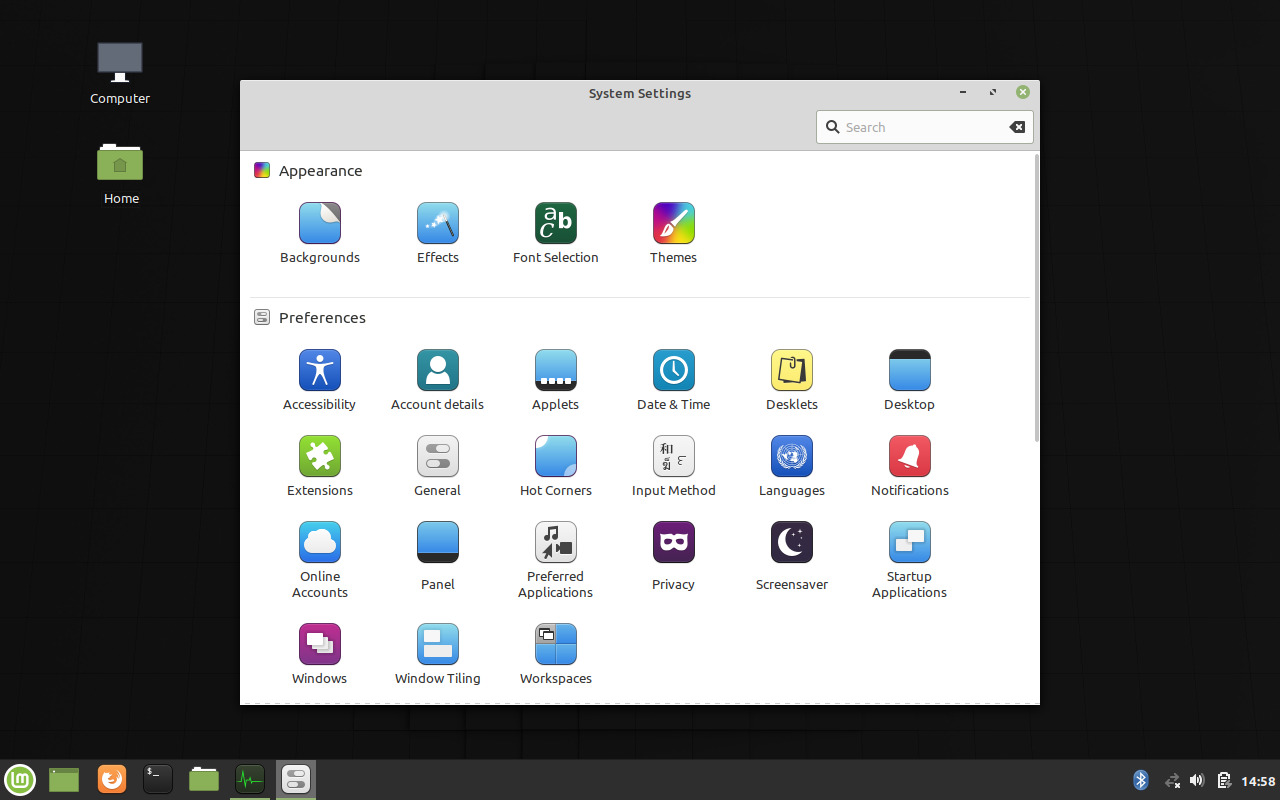 Computer
Home
System Settings
Search
Appearance
Backgrounds
Effects
Font Selection
Themes
Preferences
Accessibility
Account details
Applets
Date & Time
Desklets
Desktop
Extensions
General
Hot Corners
Input Method
Languages
Notifications
Online
Accounts
Panel
Preferred
Applications
Privacy
Screensaver
Startup
Applications
Windows
Window Tiling
Workspaces
14:58